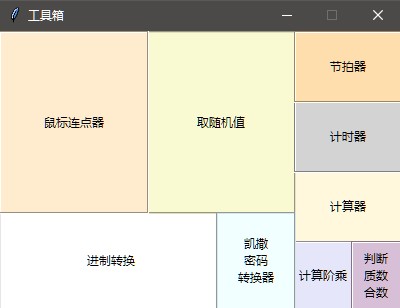 工具箱
鼠标连点器
取随机值
节拍器
计时器
计算器
进制转换
凯撒
密码
转换器
计算阶乘
判断
质数
合数